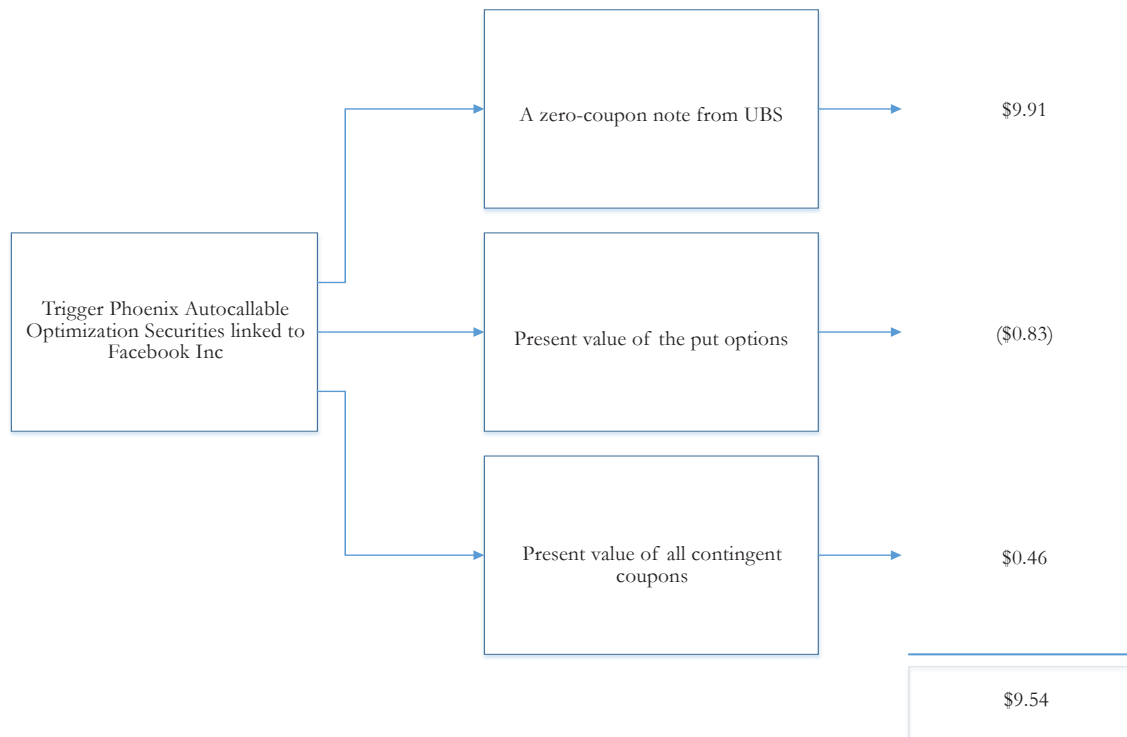 A zero-coupon note from UBS
$9.91
Trigger Phoenix Autocallable
Optimization Securities linked to
Facebook Inc
Present value of the put options
($0.83)
Present value of all contingent
coupons
$0.46
$9.54